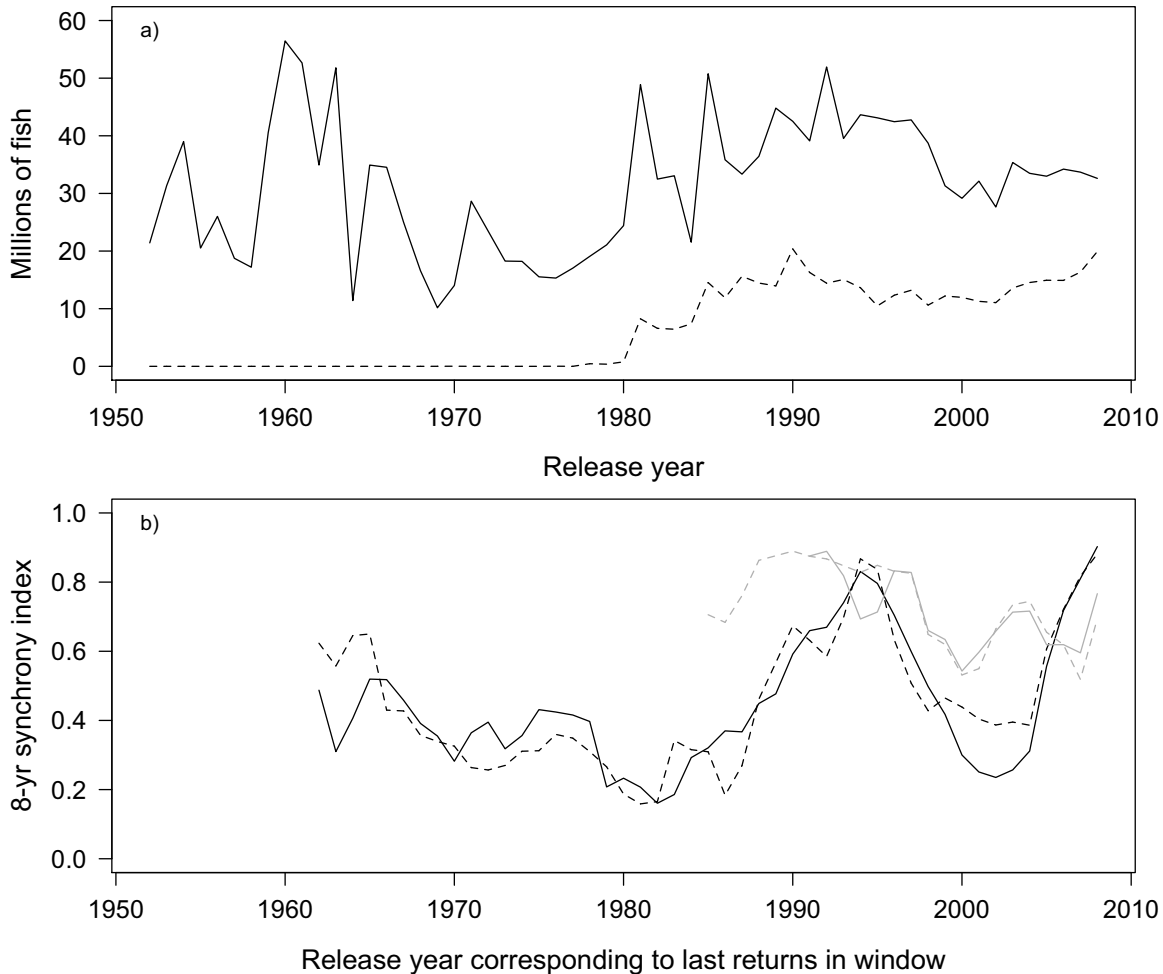 a)
Millions of fish
60
50
40
30
20
10
0
1950 1960 1970 1980 1990 2000 2010
Release year
b)
8-yr synchrony index
1.0
0.8
0.6
0.4
0.2
0.0
1950 1960 1970 1980 1990 2000 2010
Release year corresponding to last returns in window